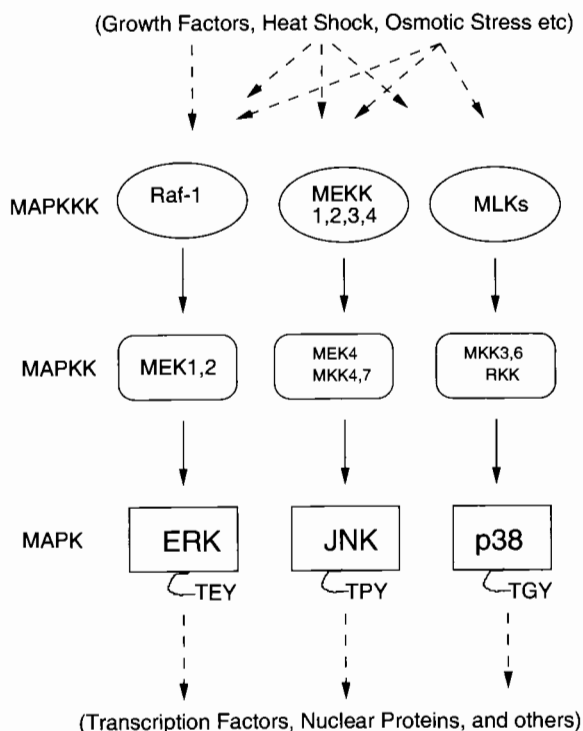 (Growth Factors, Heat Shock, Osmotic Stress etc)
MAPKKK
Raf-1
MEKK
1,2,3,4
MLKs
MAPKK
MEK1,2
MEK4
MKK4,7
MKK3,6
RKK
MAPK
ERK
JNK
p38
TEY
TPY
TGY
(Transcription Factors, Nuclear Proteins, and others)